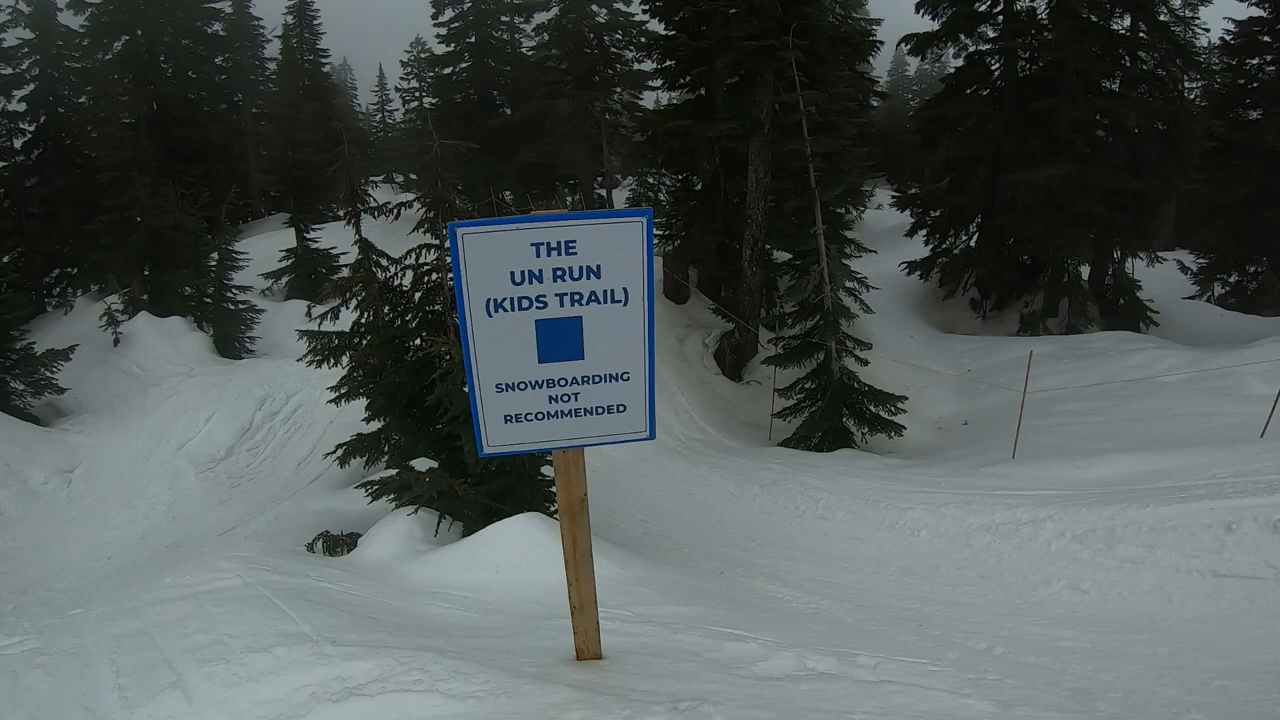 THE
UN RUN
(KIDS TRAIL)
SNOWBOARDING
NOT
RECOMMENDED